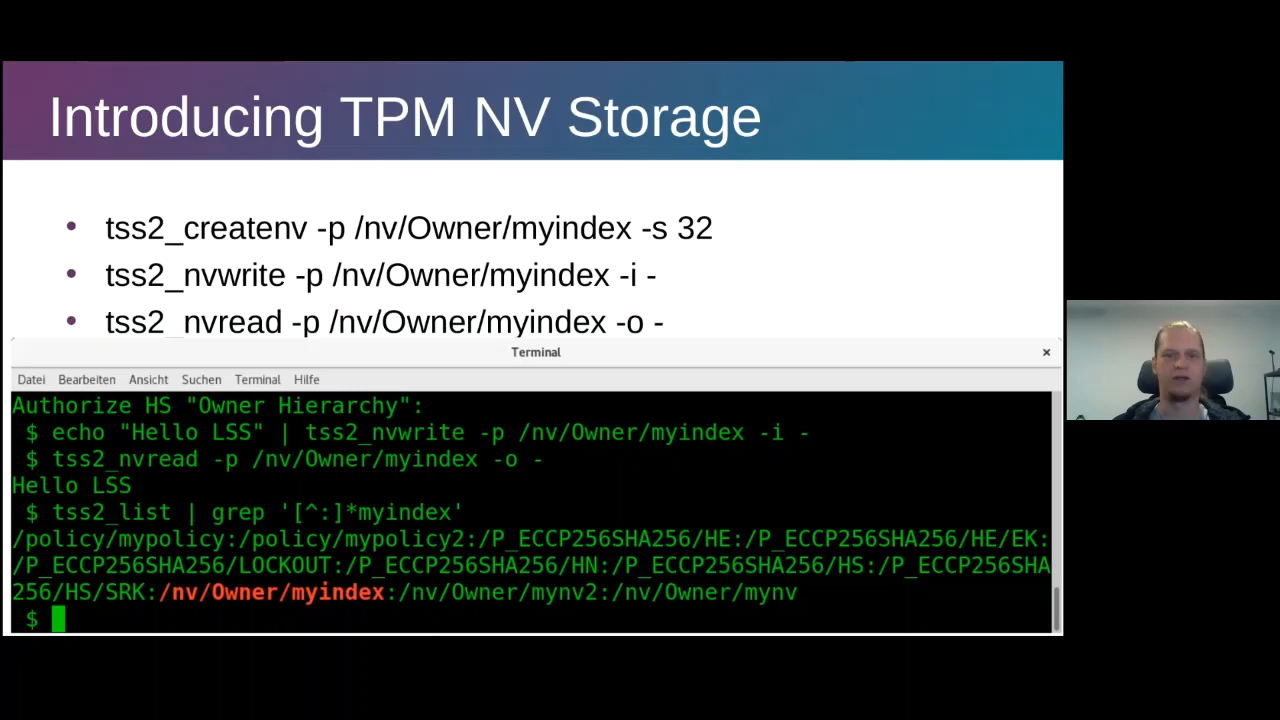 Introducing TPM NV Storage
• tss2_createnv -p /nv/Owner/myindex -s 32
• tss2_nvwrite -p /nv/Owner/myindex -i -
• tss2_nvread -p /nv/Owner/myindex -o -
Terminal ×
Datei Bearbeiten Ansicht Suchen Terminal Hilfe
Authorize HS "Owner Hierarchy":
$ echo "Hello LSS" | tss2_nvwrite -p /nv/Owner/myindex -i -
$ tss2_nvread -p /nv/Owner/myindex -o -
Hello LSS
$ tss2_list | grep '[^:]*myindex'
/policy/mypolicy:/policy/mypolicy2:/P_ECCP256SHA256/HE:/P_ECCP256SHA256/HE/EK:
/P_ECCP256SHA256/LOCKOUT:/P_ECCP256SHA256/HN:/P_ECCP256SHA256/HS:/P_ECCP256SHA
256/HS/SRK:/nv/Owner/myindex:/nv/Owner/mynv2:/nv/Owner/mynv
$